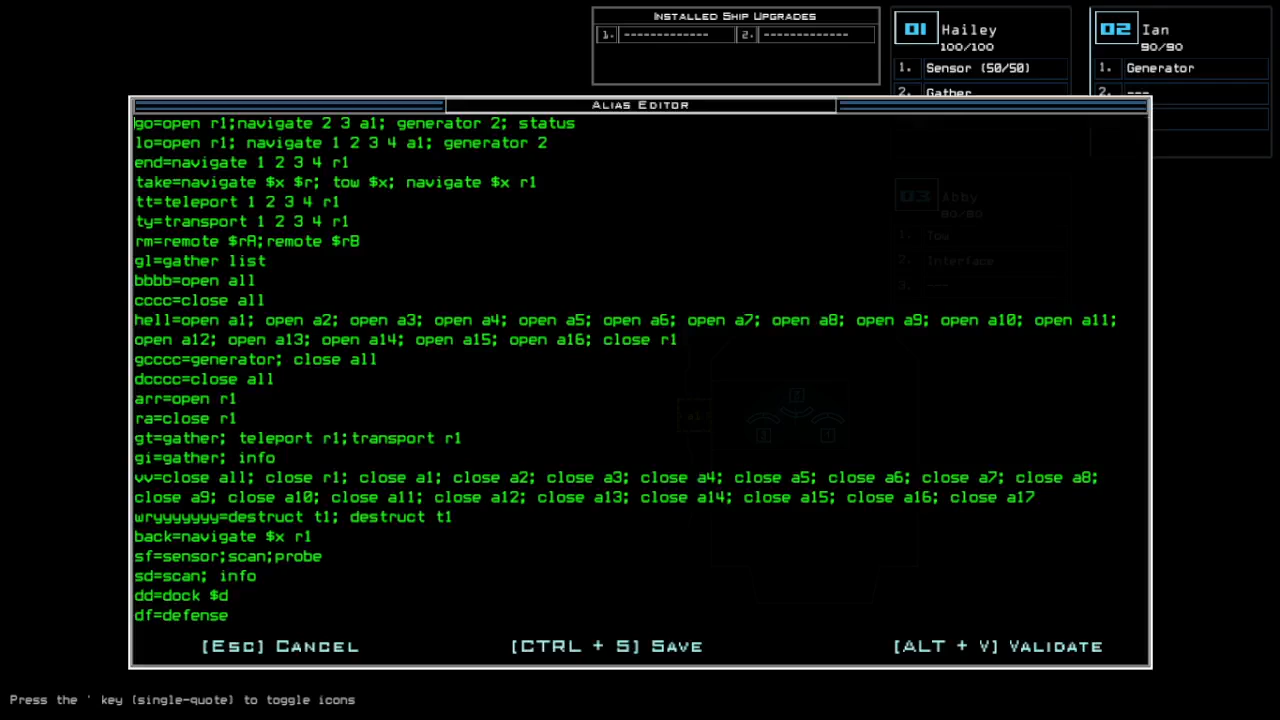 Installed Ship Upgrades
1. ------------- 2. -------------
01 Hailey
100/100
1. Sensor (50/50)
2. Gather
02 Ian
90/90
1. Generator
2. ---
Alias Editor
go=open r1;navigate 2 3 a1; generator 2; status
lo=open r1; navigate 1 2 3 4 a1; generator 2
end=navigate 1 2 3 4 r1
take=navigate $x $r; tow $x; navigate $x r1
tt=teleport 1 2 3 4 r1
ty=transport 1 2 3 4 r1
rm=remote $rA;remote $rB
gl=gather list
bbbb=open all
cccc=close all
hell=open a1; open a2; open a3; open a4; open a5; open a6; open a7; open a8; open a9; open a10; open a11;
open a12; open a13; open a14; open a15; open a16; close r1
gcccc=generator; close all
dcccc=close all
arr=open r1
ra=close r1
gt=gather; teleport r1;transport r1
gi=gather; info
vv=close all; close r1; close a1; close a2; close a3; close a4; close a5; close a6; close a7; close a8;
close a9; close a10; close a11; close a12; close a13; close a14; close a15; close a16; close a17
wryyyyyyy=destruct t1; destruct t1
back=navigate $x r1
sf=sensor;scan;probe
sd=scan; info
dd=dock $d
df=defense
03 Abby
90/90
1. Tow
2. Interface
3. ---
[Esc] Cancel [CTRL + S] Save [ALT + V] Validate
Press the ' key (single-quote) to toggle icons